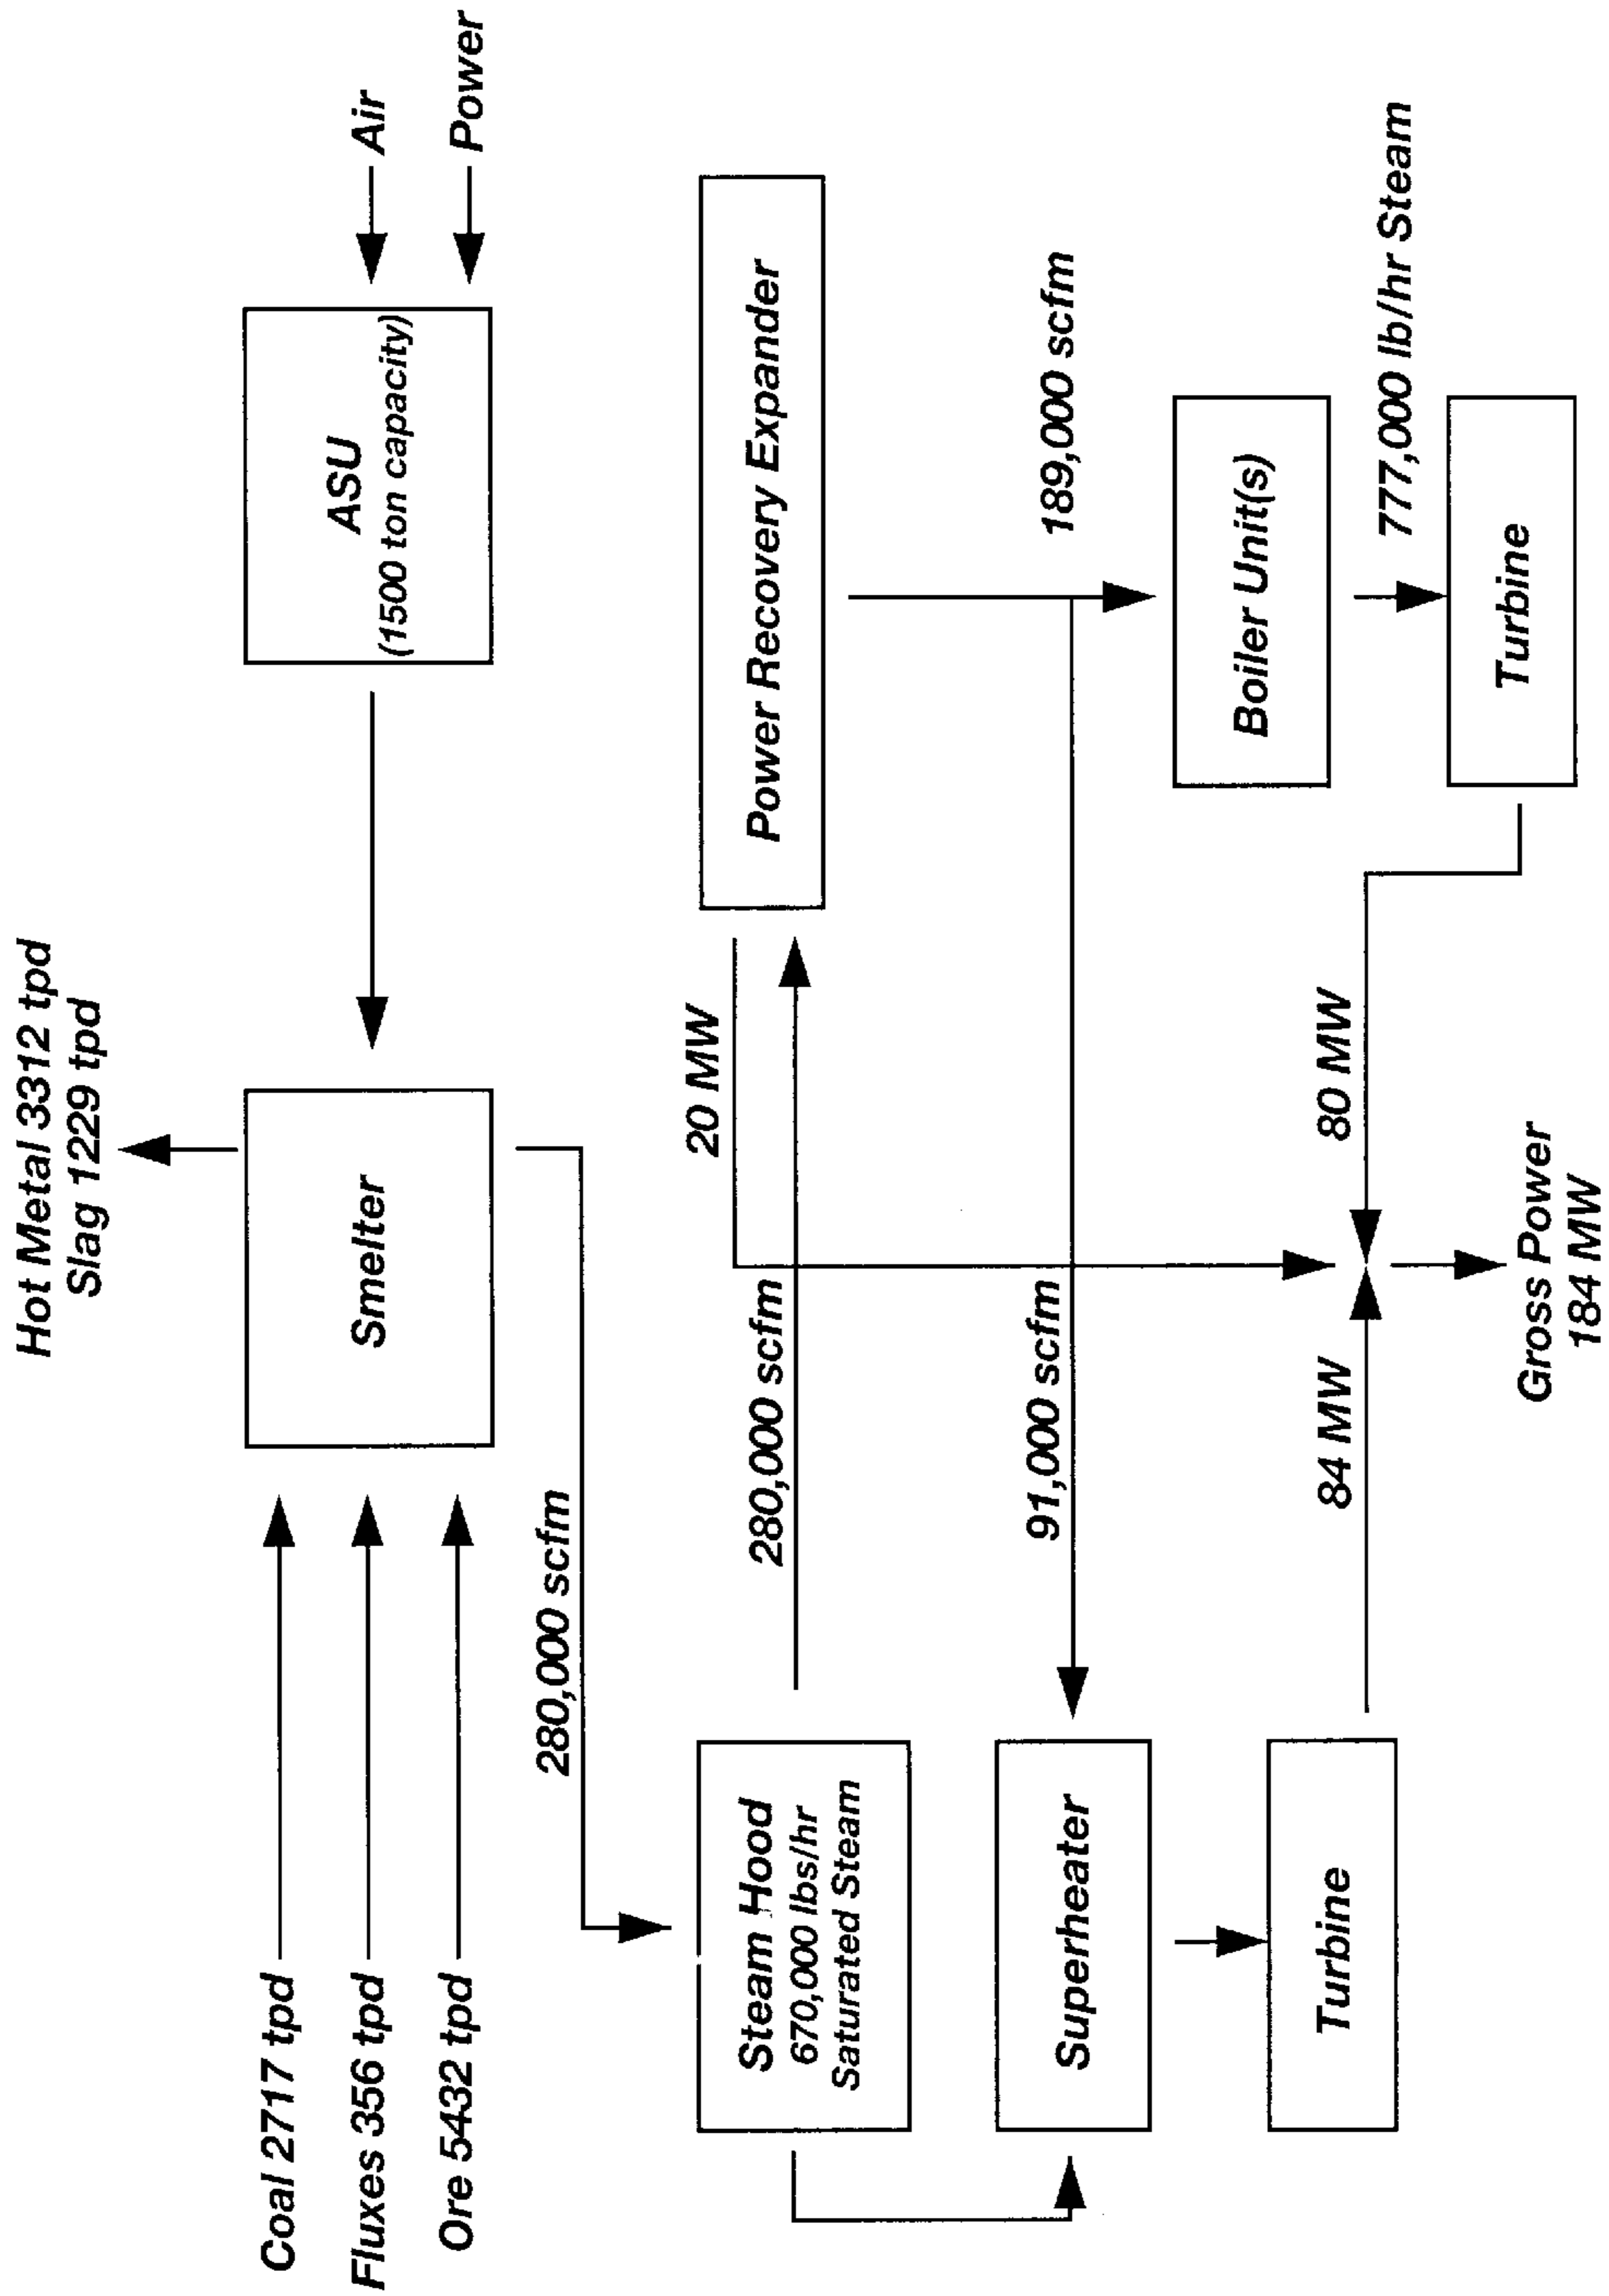 Hot Metal 3312 tpd
Slag 1229 tpd
Coal 2717 tpd
Fluxes 356 tpd
Ore 5432 tpd
Smelter
ASU
(1500 ton capacity)
Air
Power
280,000 scfm
20 MW
Steam Hood
670,000 lbs/hr
Saturated Steam
280,000 scfm
Power Recovery Expander
91,000 scfm
189,000 scfm
Superheater
Boiler Unit(s)
84 MW
80 MW
777,000 lb/hr Steam
Turbine
Turbine
Gross Power
184 MW